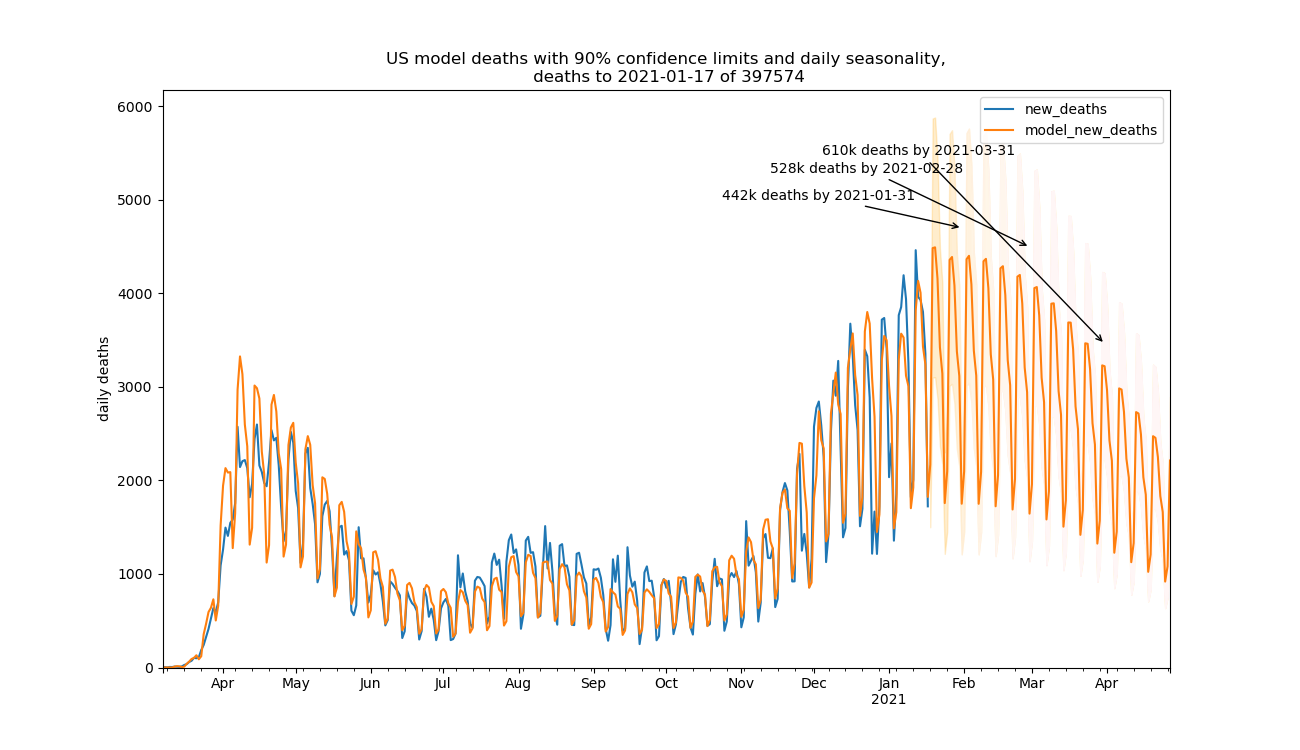 US model deaths with 90% confidence limits and daily seasonality,
deaths to 2021-01-17 of 397574
new_deaths
model_new_deaths
610k deaths by 2021-03-31
528k deaths by 2021-02-28
442k deaths by 2021-01-31
daily deaths
6000
5000
4000
3000
2000
1000
0
Apr May Jun Jul Aug Sep Oct Nov Dec Jan Feb Mar Apr
2021